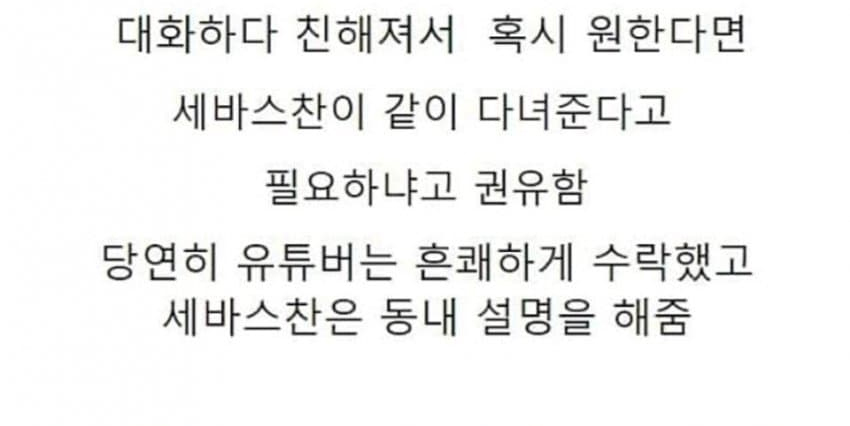 대화하다 친해져서 혹시 원한다면
세바스찬이 같이 다녀준다고
필요하냐고 권유함
당연히 유튜버는 흔쾌하게 수락했고
세바스찬은 동내 설명을 해줌